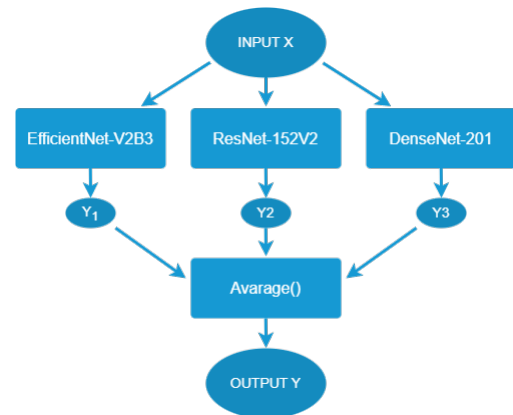 INPUT X
EfficientNet-V2B3
ResNet-152V2
DenseNet-201
Y1
Y2
Y3
Avarage()
OUTPUT Y